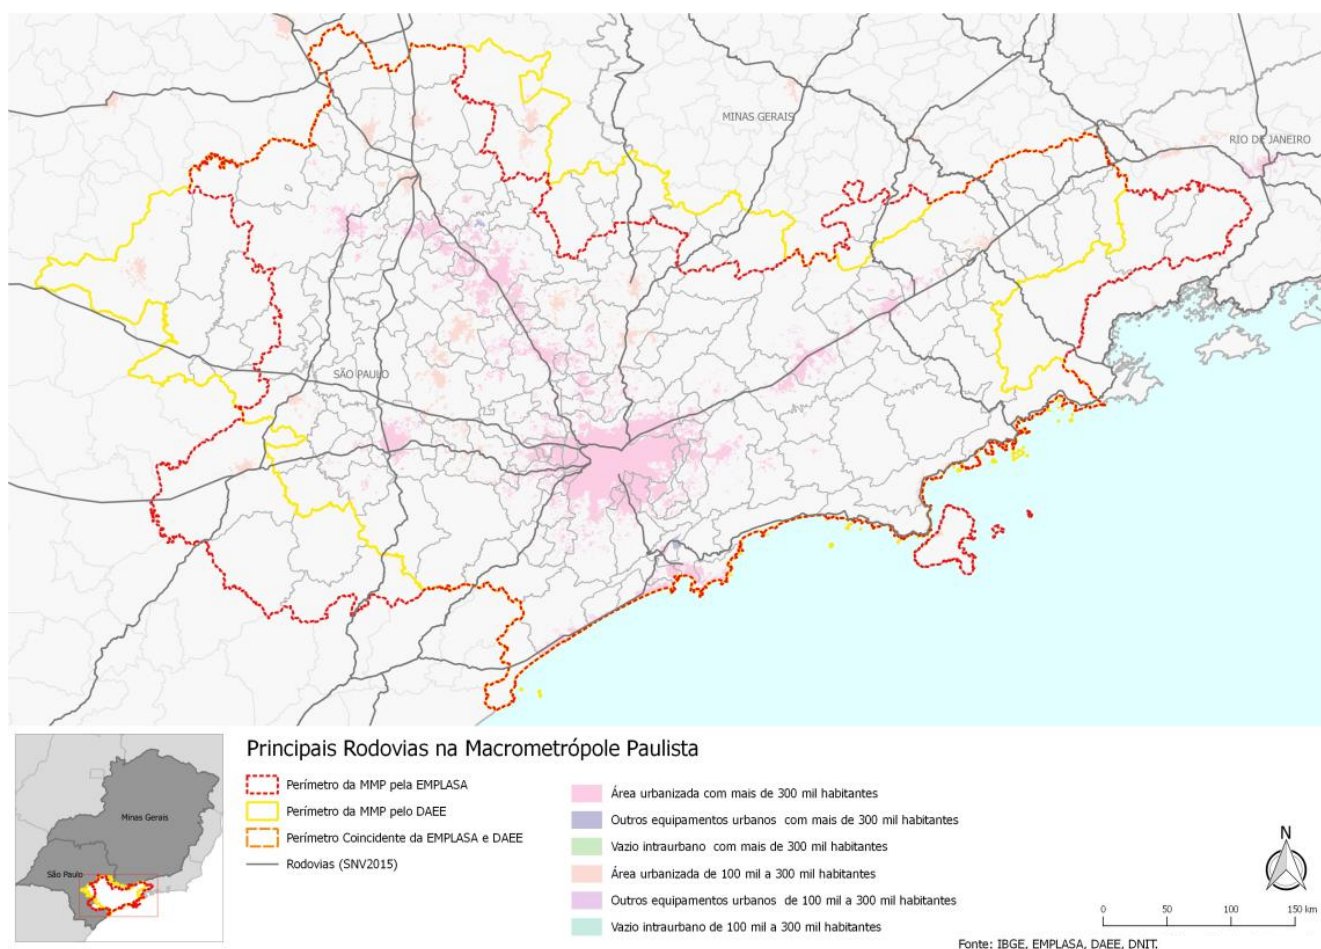 MINAS GERAIS
RIO DE JANEIRO
SÃO PAULO
Principais Rodovias na Macrometrópole Paulista
Perímetro da MMP pela EMPLASA
Perímetro da MMP pelo DAEE
Perímetro Coincidente da EMPLASA e DAEE
Rodovias (SNV2015)
Área urbanizada com mais de 300 mil habitantes
Outros equipamentos urbanos com mais de 300 mil habitantes
Vazio intraurbano com mais de 300 mil habitantes
Área urbanizada de 100 mil a 300 mil habitantes
Outros equipamentos urbanos de 100 mil a 300 mil habitantes
Vazio intraurbano de 100 mil a 300 mil habitantes
Minas Gerais
São Paulo
N
0 50 100 150 km
Fonte: IBGE, EMPLASA, DAEE, DNIT.